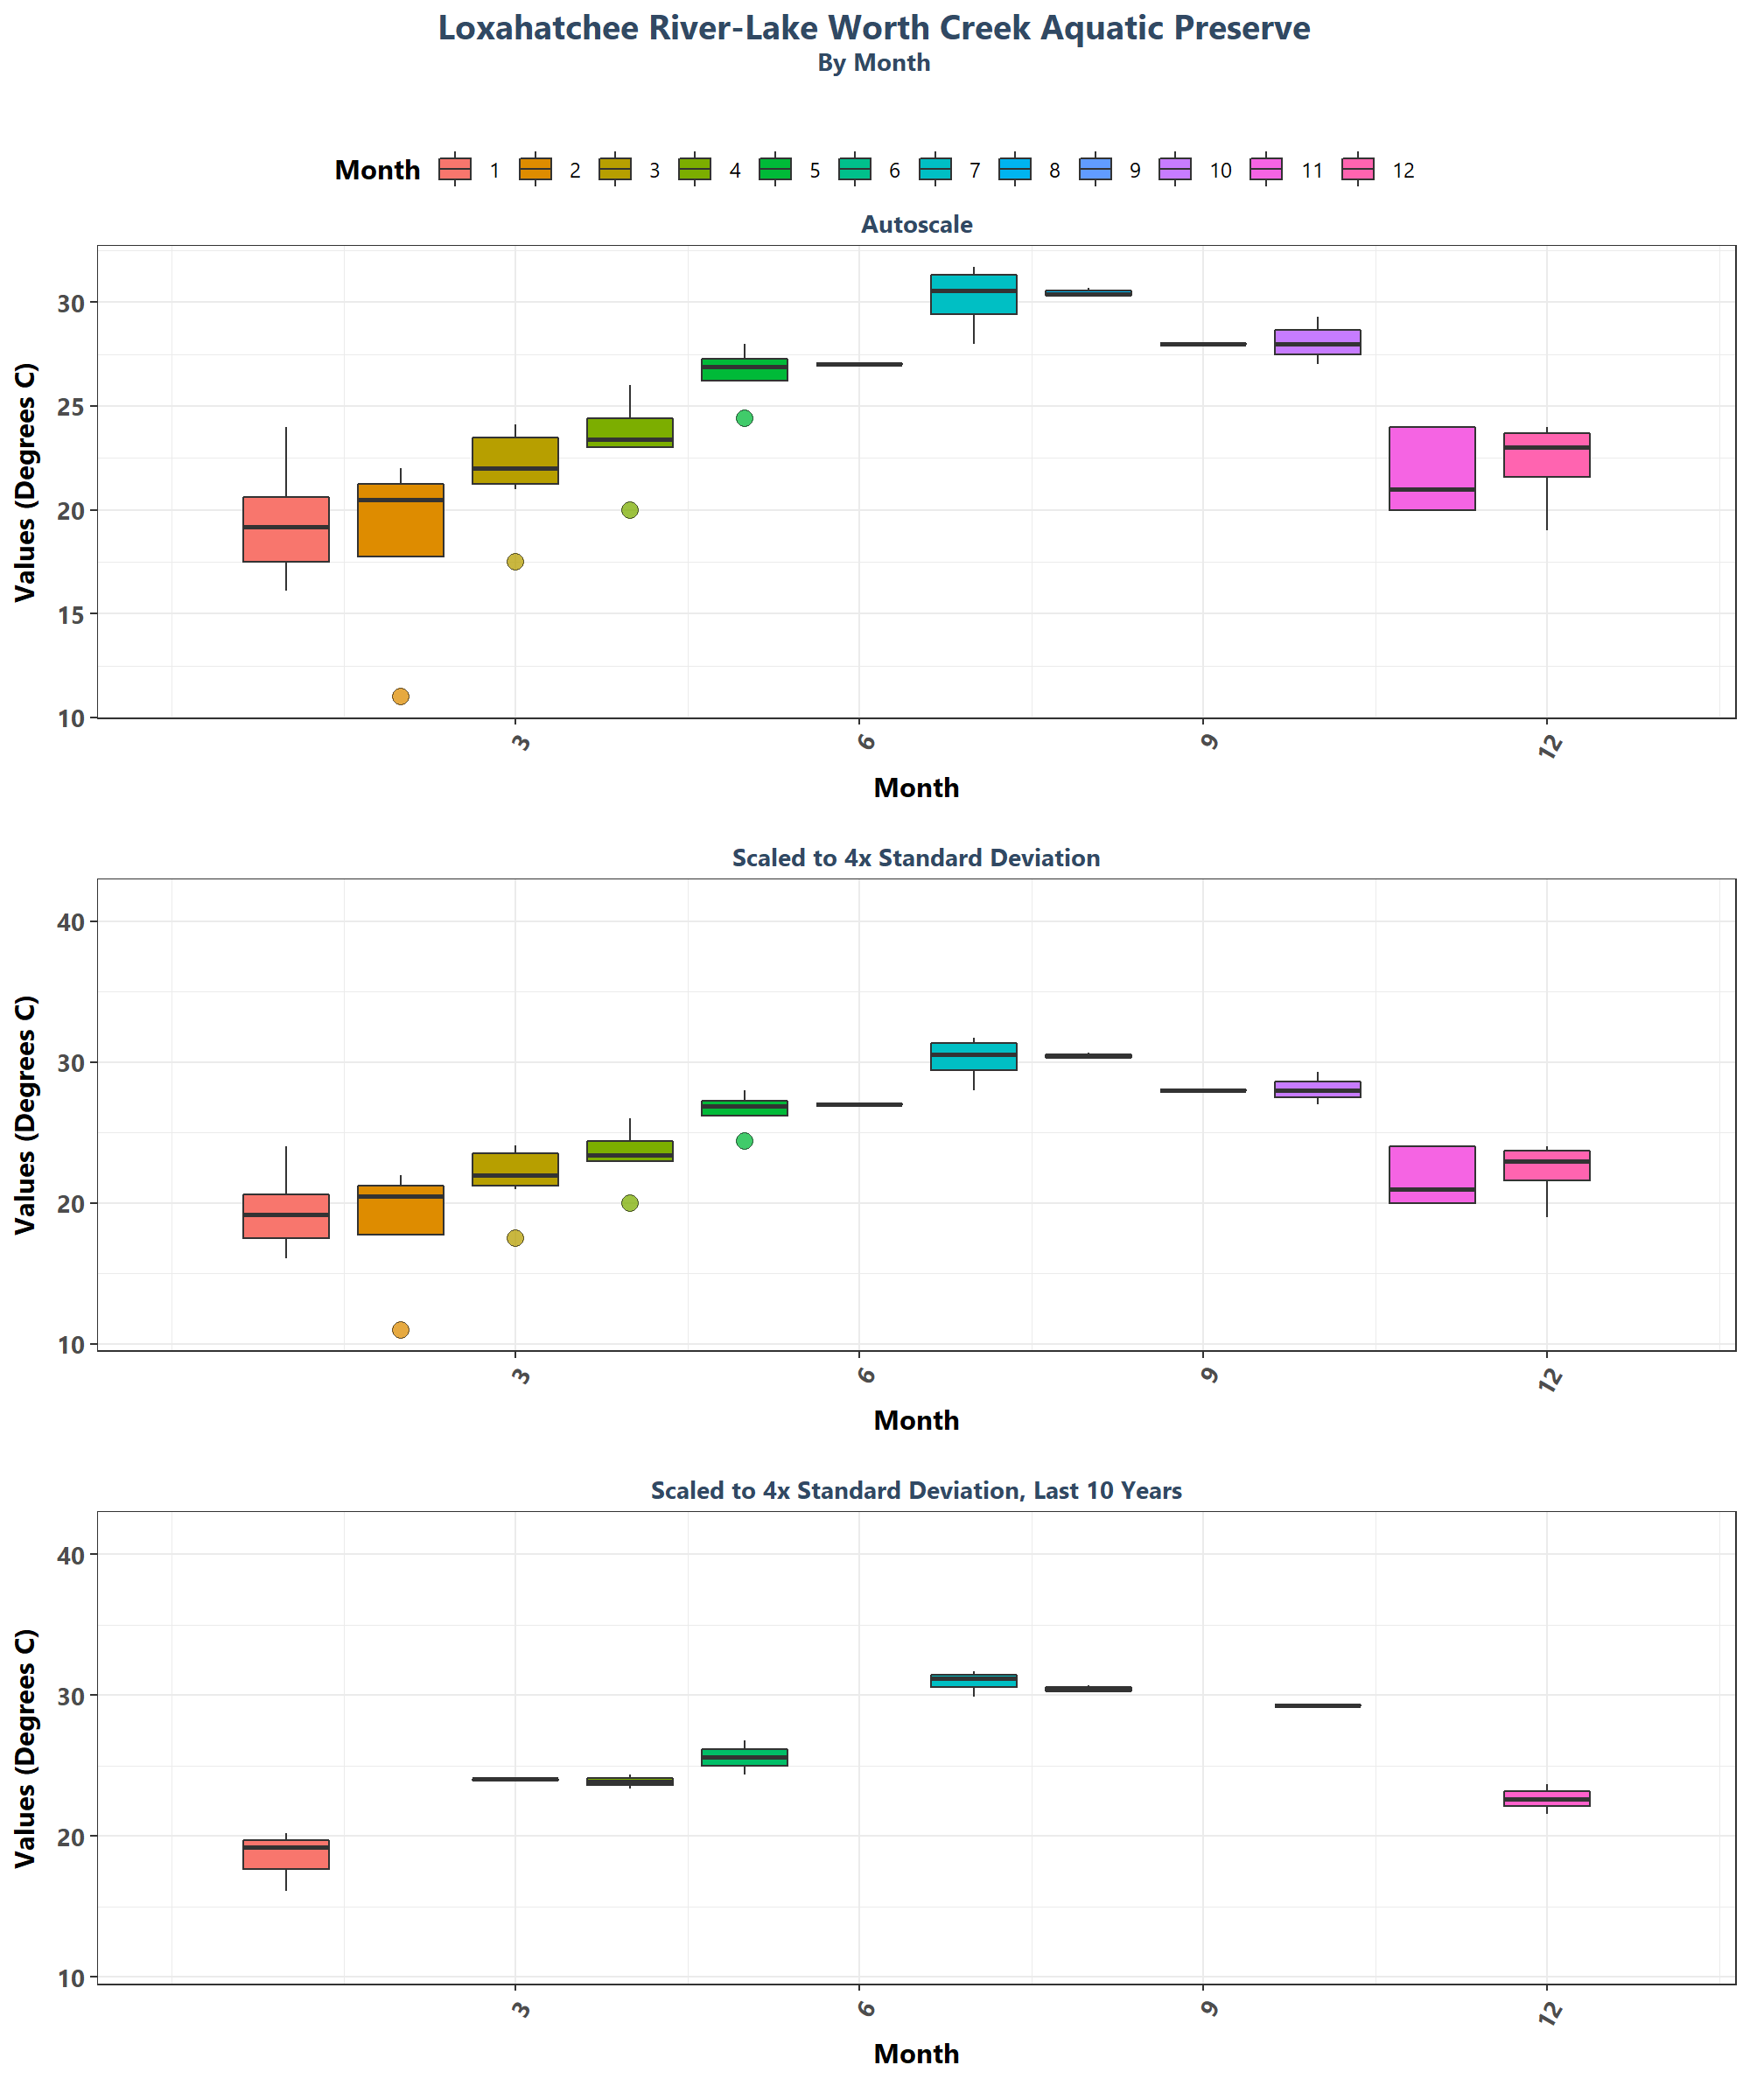 Loxahatchee River-Lake Worth Creek Aquatic Preserve
By Month
Month 1 2 3 4 5 6 7 8 9 10 11 12
Autoscale
Values (Degrees C)
30
25
20
15
10
3 6 9 12
Month
Scaled to 4x Standard Deviation
Values (Degrees C)
40
30
20
10
3 6 9 12
Month
Scaled to 4x Standard Deviation, Last 10 Years
Values (Degrees C)
40
30
20
10
3 6 9 12
Month